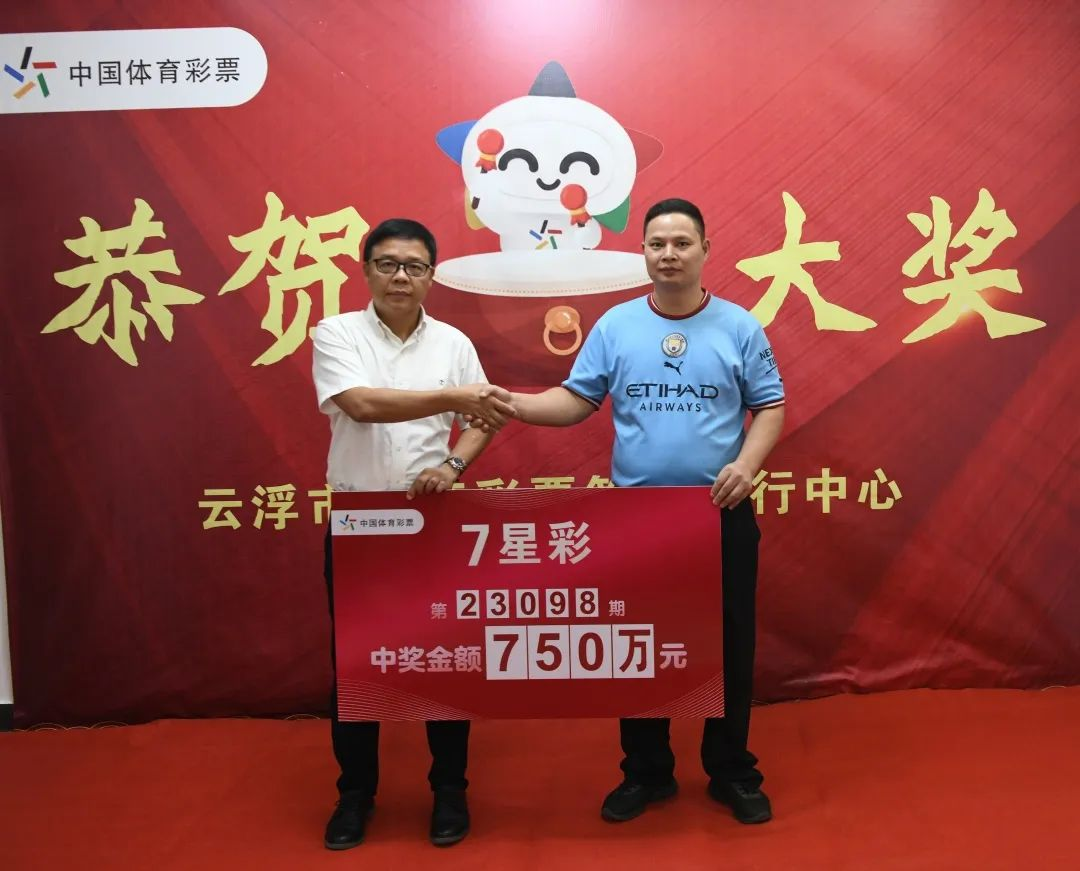 中国体育彩票
恭贺 大奖
ETIHAD
AIRWAYS
云浮市 彩票 行中心
中国体育彩票
7星彩
第23098期
中奖金额750万元